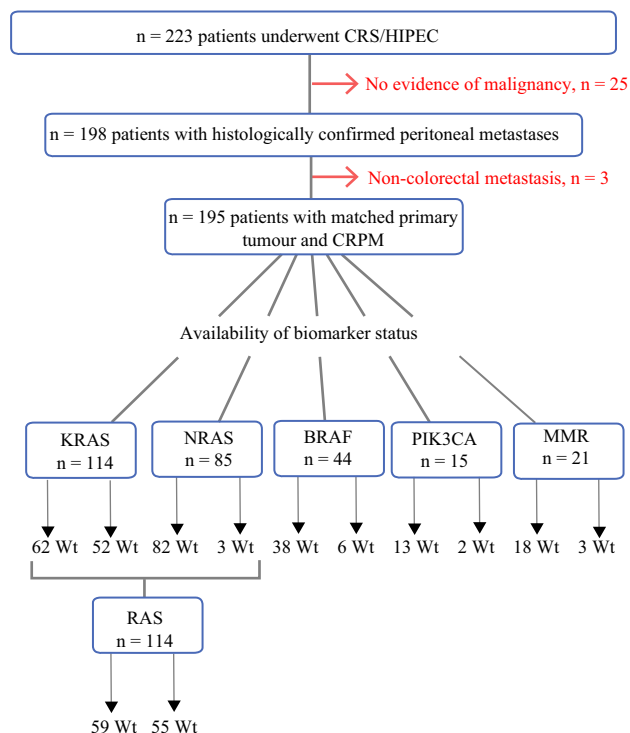 n = 223 patients underwent CRS/HIPEC
No evidence of malignancy, n = 25
n = 198 patients with histologically confirmed peritoneal metastases
Non-colorectal metastasis, n = 3
n = 195 patients with matched primary
tumour and CRPM
Availability of biomarker status
KRAS
n = 114
NRAS
n = 85
BRAF
n = 44
PIK3CA
n = 15
MMR
n = 21
62 Wt 52 Wt 82 Wt 3 Wt 38 Wt 6 Wt 13 Wt 2 Wt 18 Wt 3 Wt
RAS
n = 114
59 Wt 55 Wt